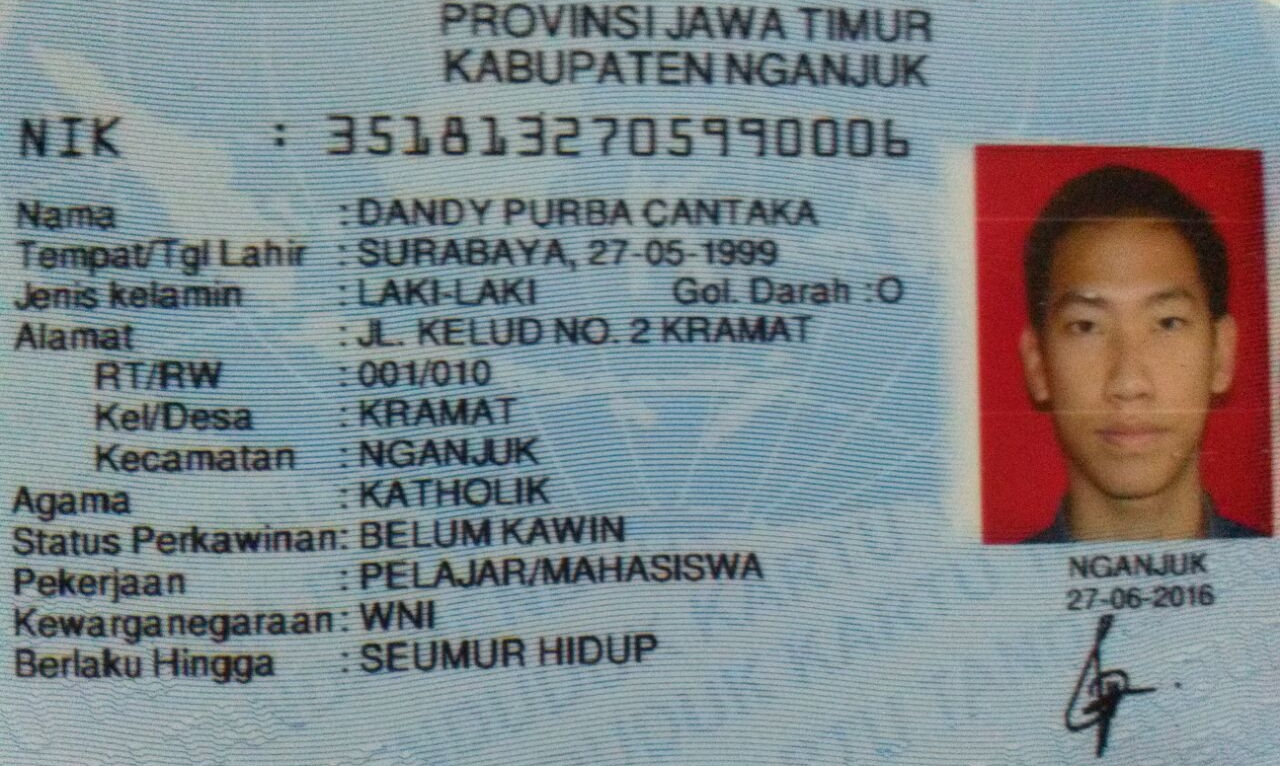 PROVINSI JAWA TIMUR
KABUPATEN NGANJUK
NIK : 3518132705990006
Nama : DANDY PURBA CANTAKA
Tempat/Tgl Lahir : SURABAYA, 27-05-1999
Jenis kelamin : LAKI-LAKI Gol. Darah : O
Alamat : JL. KELUD NO. 2 KRAMAT
RT/RW : 001/010
Kel/Desa : KRAMAT
Kecamatan : NGANJUK
Agama : KATHOLIK
Status Perkawinan: BELUM KAWIN
Pekerjaan : PELAJAR/MAHASISWA
Kewarganegaraan: WNI
Berlaku Hingga : SEUMUR HIDUP
NGANJUK
27-06-2016